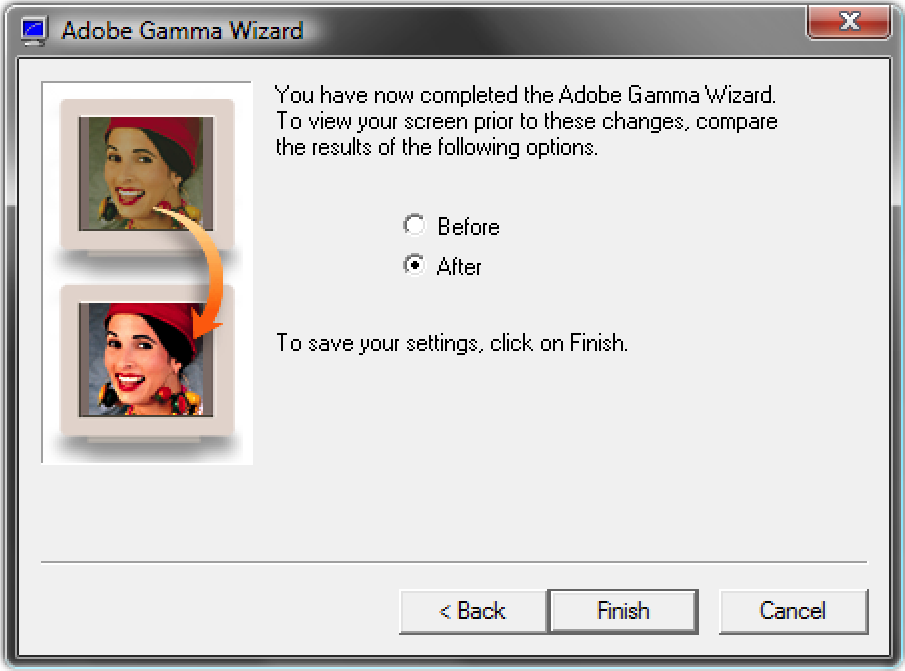 Adobe Gamma Wizard
You have now completed the Adobe Gamma Wizard.
To view your screen prior to these changes, compare
the results of the following options.
Before
After
To save your settings, click on Finish.
< Back
Finish
Cancel